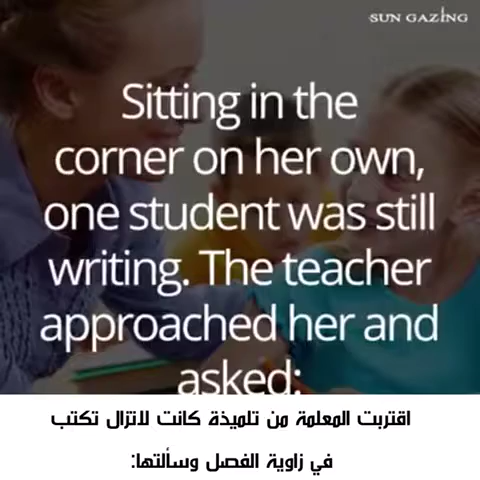 SUN GAZING
Sitting in the
corner on her own,
one student was still
writing. The teacher
approached her and
asked:
اقتربت المعلمة من تلميذة كانت لاتزال تكتب
في زاوية الفصل وسألتها: